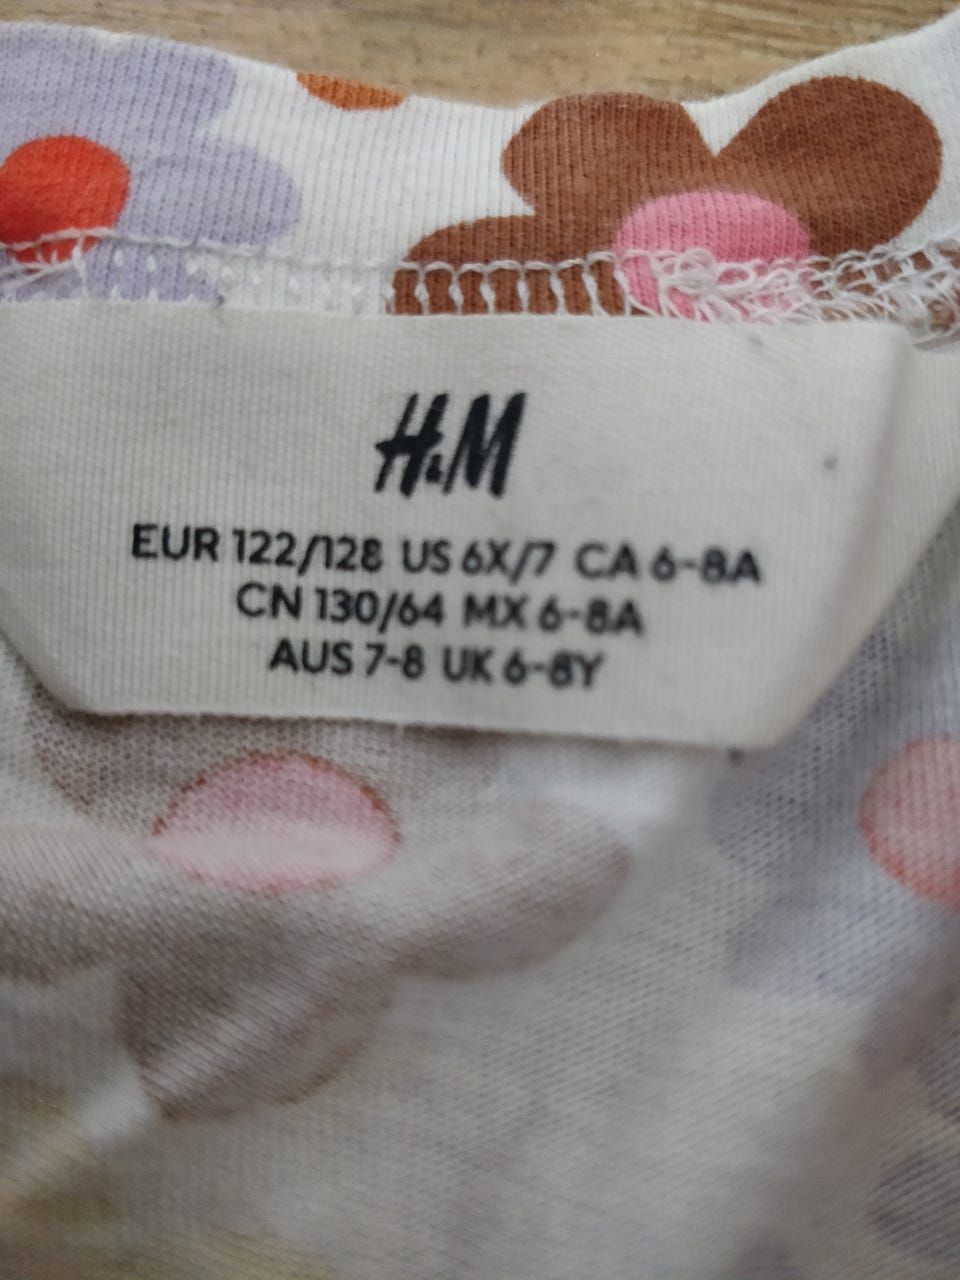 H&M
EUR 122/128 US 6X/7 CA 6-8A
CN 130/64 MX 6-8A
AUS 7-8 UK 6-8Y